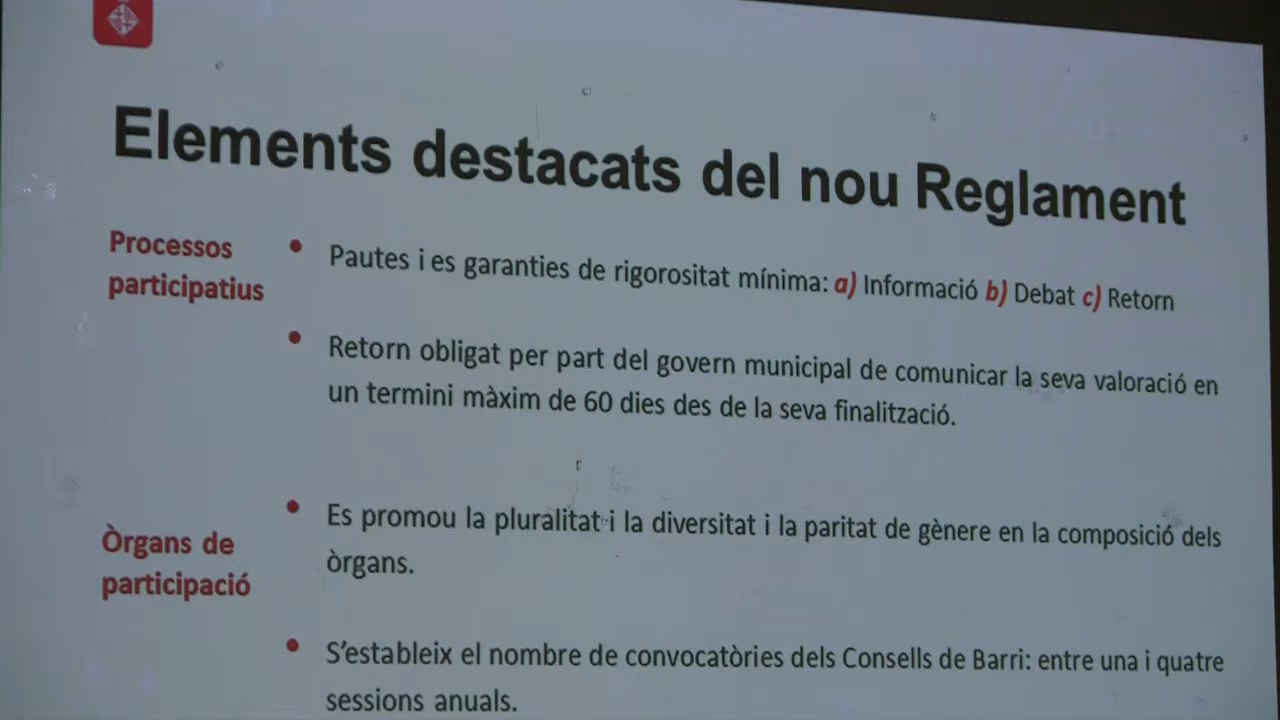 Elements destacats del nou Reglament
Processos
participatius
• Pautes i es garanties de rigorositat mínima: a) Informació b) Debat c) Retorn
• Retorn obligat per part del govern municipal de comunicar la seva valoració en
un termini màxim de 60 dies des de la seva finalització.
Òrgans de
participació
• Es promou la pluralitat i la diversitat i la paritat de gènere en la composició dels
òrgans.
• S'estableix el nombre de convocatòries dels Consells de Barri: entre una i quatre
sessions anuals.